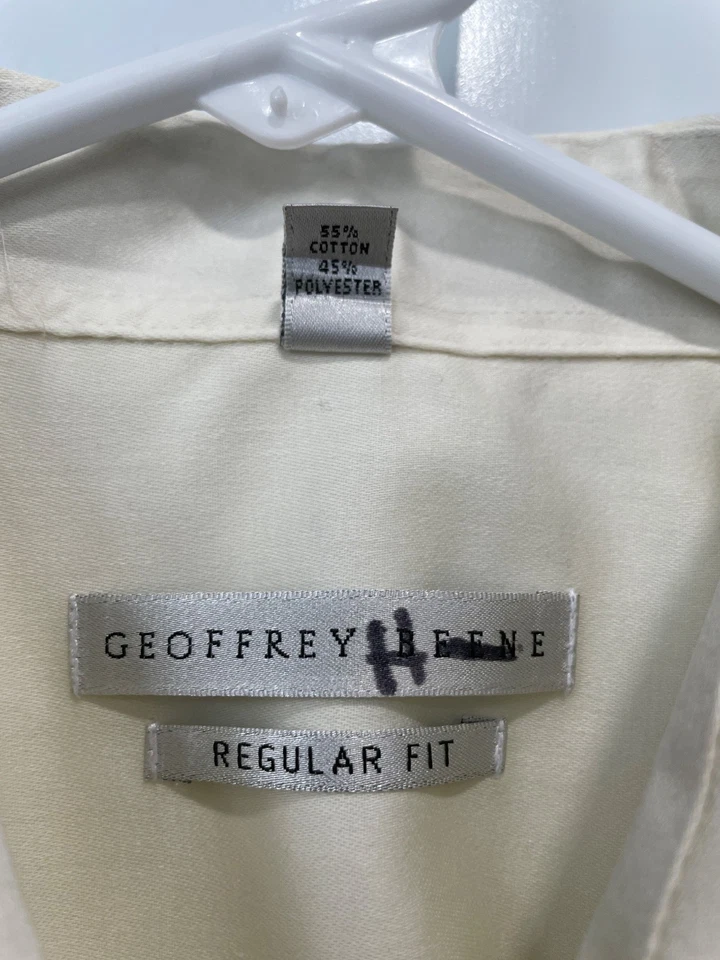 55%
COTTON
45%
POLYESTER
GEOFFREY BEENE
H
REGULAR FIT